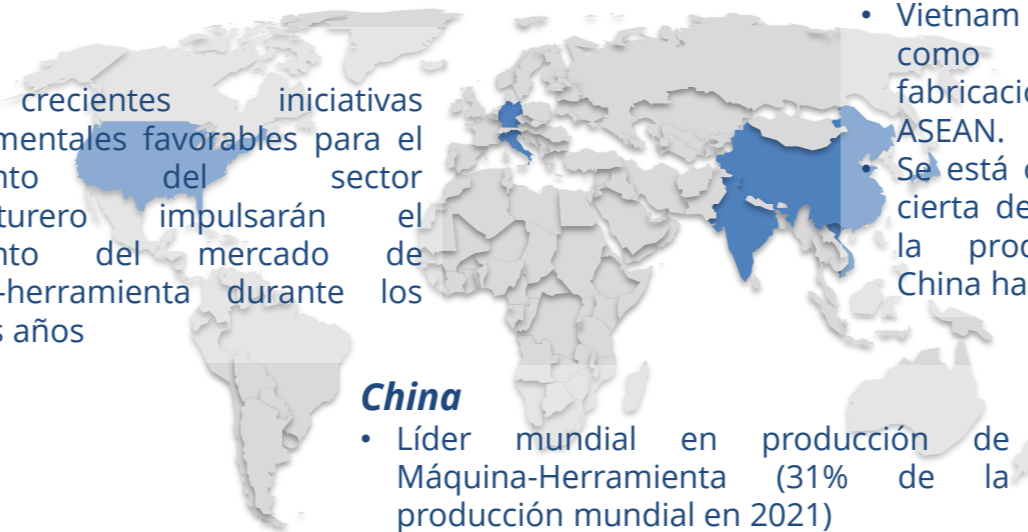 crecientes iniciativas
mentales favorables para el
nto del sector
turero impulsarán el
nto del mercado de
-herramienta durante los
s años
• Vietnam
como
fabricació
ASEAN.
• Se está
cierta de
la prod
China ha
China
• Líder mundial en producción de
Máquina-Herramienta (31% de la
producción mundial en 2021)